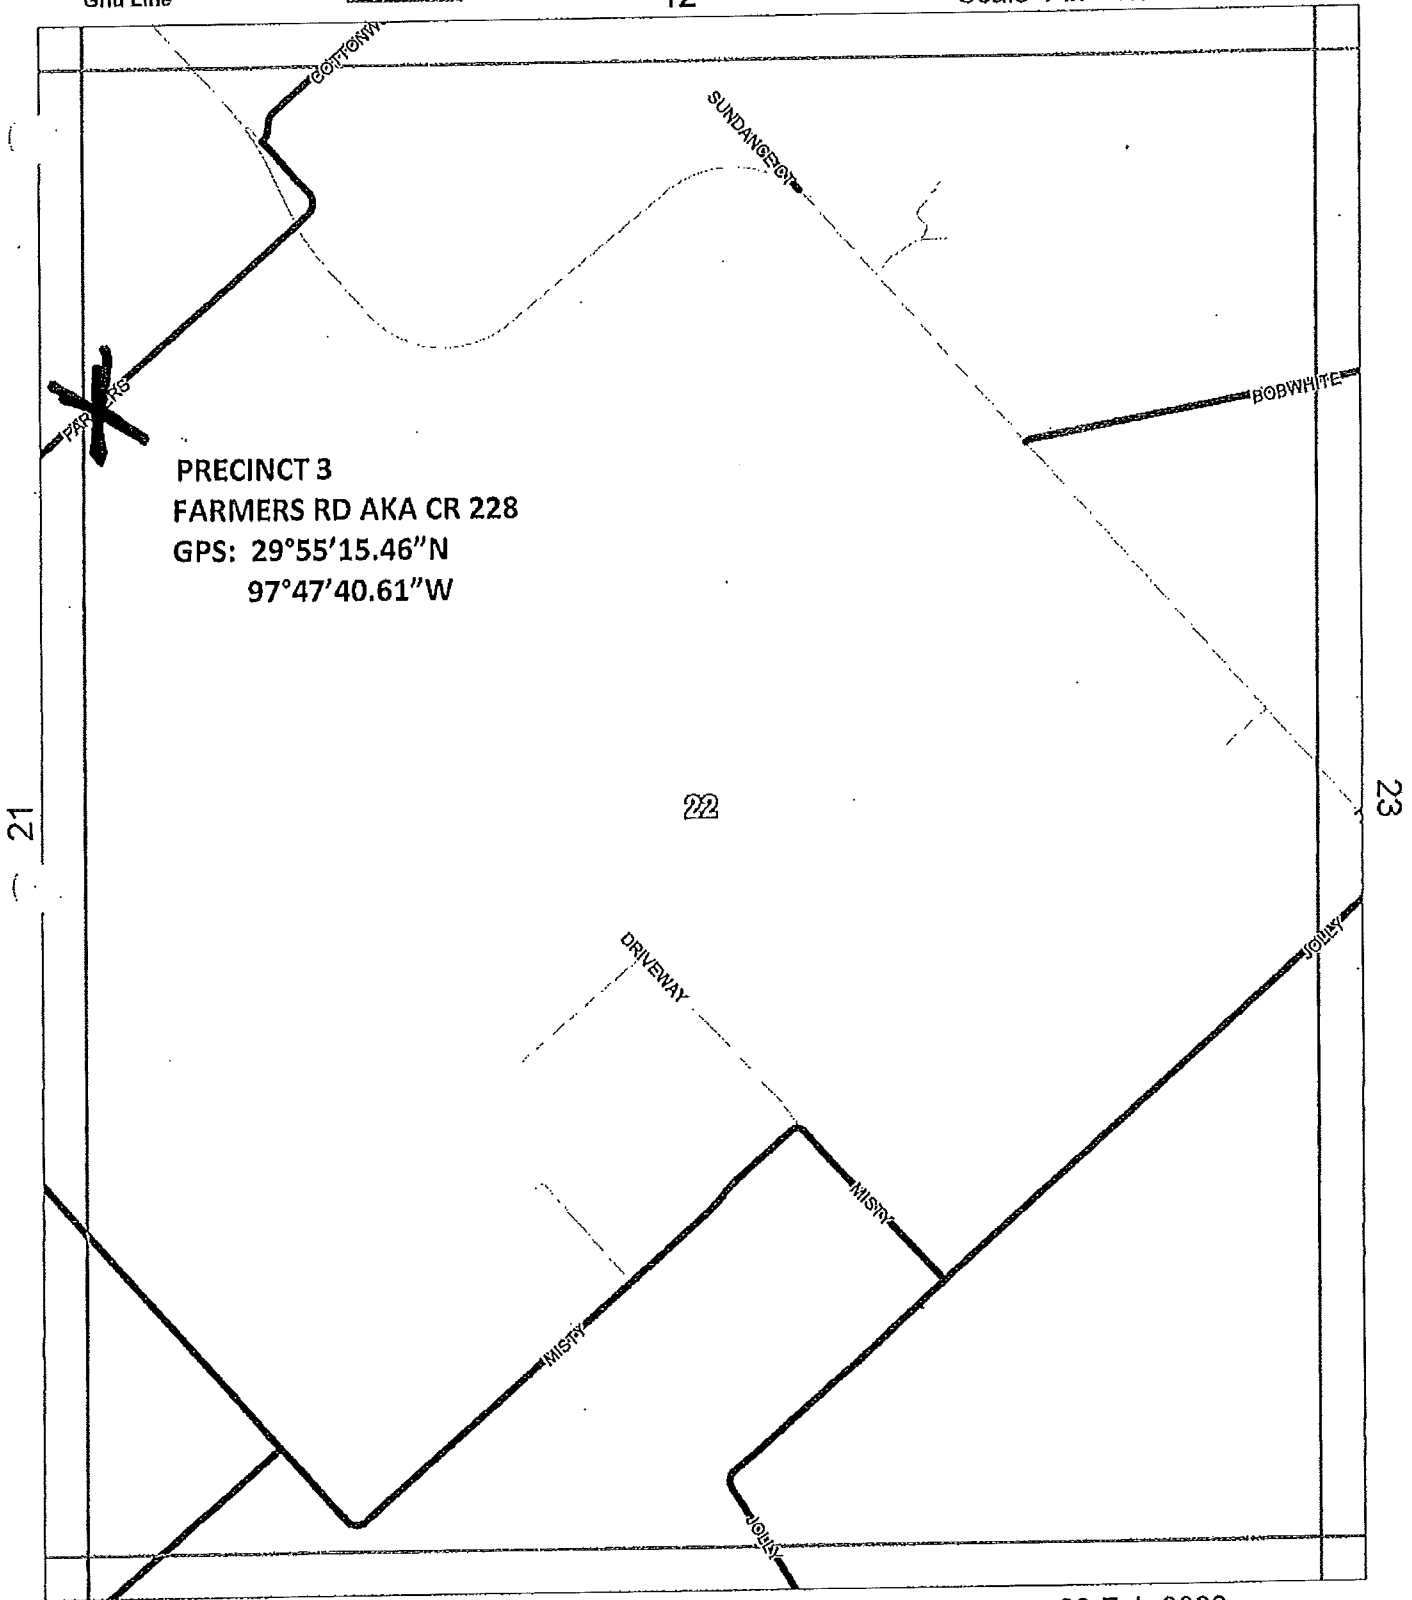 Grid Line
12
COTTONW
SUNDANCE CT
BOBWHITE
FARMERS
PRECINCT 3
FARMERS RD AKA CR 228
GPS: 29°55'15.46"N
97°47'40.61"W
21
22
23
DRIVEWAY
JOLLY
MISTY
MISTY
JOLLY